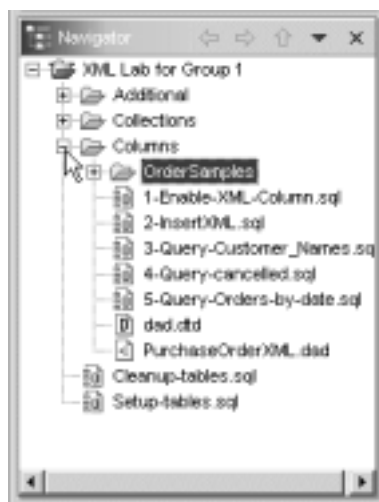 Navigator
XML Lab for Group 1
Additional
Collections
Columns
OrderSamples
1-Enable-XML-Column.sql
2-InsertXML.sql
3-Query-Customer_Names.sq
4-Query-cancelled.sql
5-Query-Orders-by-date.sql
dad.dtd
PurchaseOrderXML.dad
Cleanup-tables.sql
Setup-tables.sql